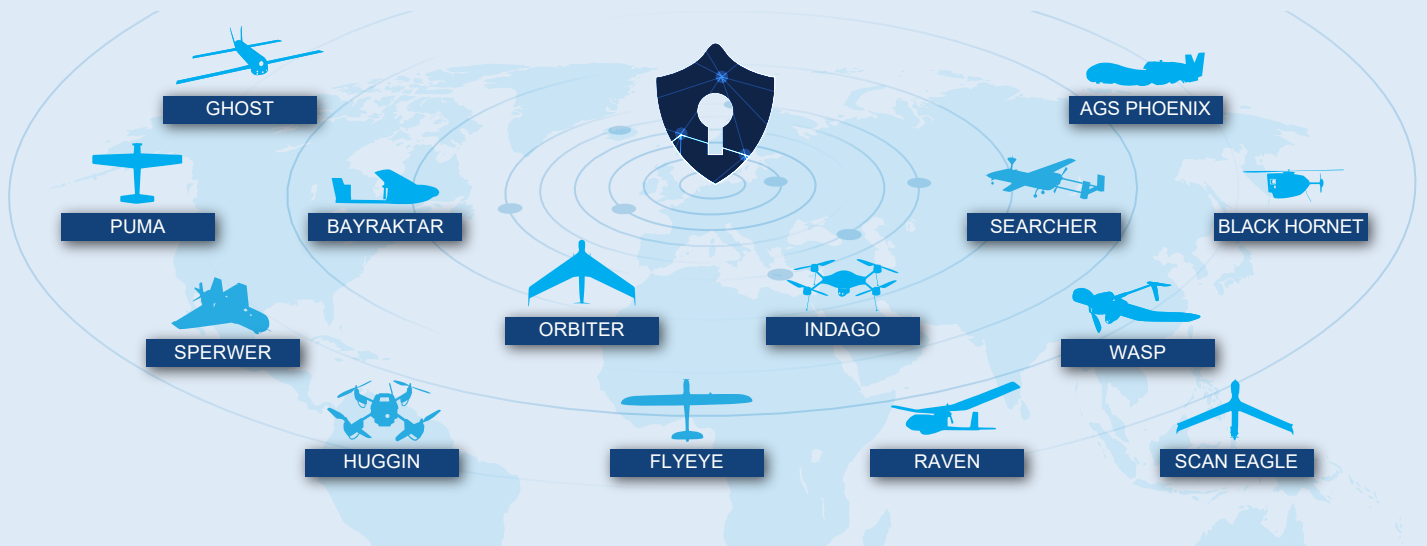 GHOST
AGS PHOENIX
PUMA
BAYRAKTAR
SEARCHER
BLACK HORNET
ORBITER
INDAGO
SPERWER
WASP
HUGGIN
FLYEYE
RAVEN
SCAN EAGLE